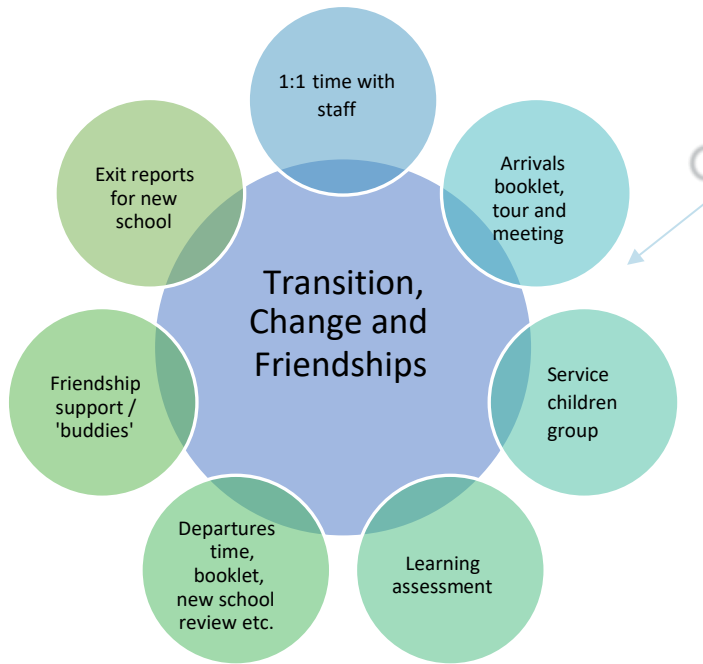 1:1 time with
staff
Arrivals
booklet,
tour and
meeting
Service
children
group
Learning
assessment
Departures
time,
booklet,
new school
review etc.
Friendship
support /
'buddies'
Exit reports
for new
school
Transition,
Change and
Friendships